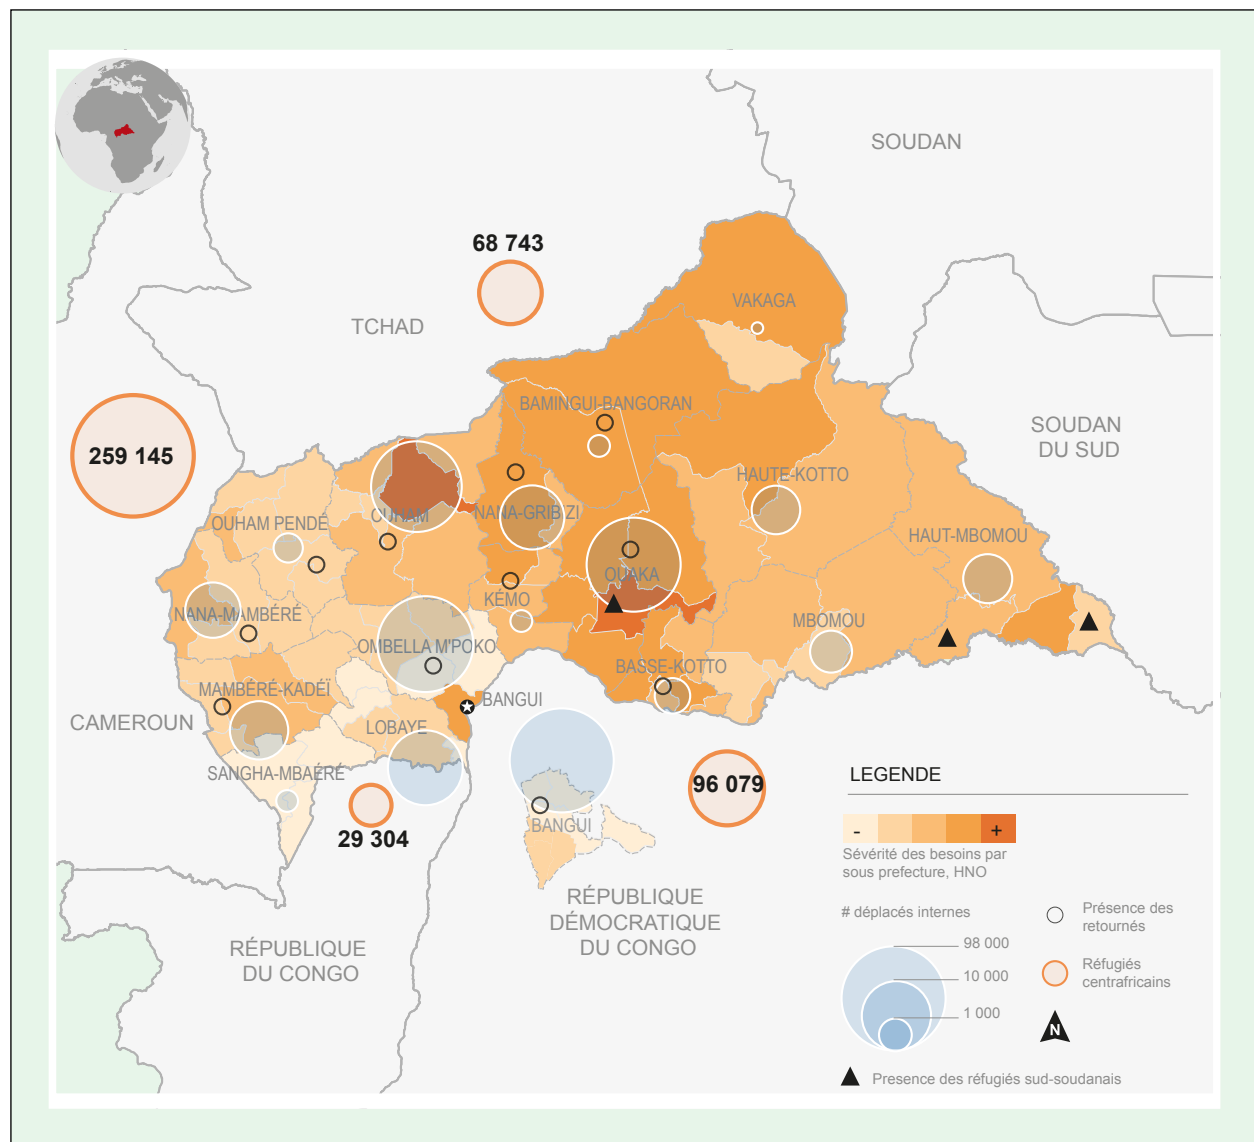 SOUDAN
68 743
VAKAGA
TCHAD
BAMINGUI-BANGORAN
SOUDAN
DU SUD
259 145
HAUTE-KOTTO
NANA-GRIBIZI
OUHAM PENDÉ
OUHAM
HAUT-MBOMOU
OUAKA
KÉMO
NANA-MAMBÉRÉ
MBOMOU
OMBELLA M'POKO
BASSE-KOTTO
MAMBÉRÉ-KADÉÏ
BANGUI
CAMEROUN
LOBAYE
SANGHA-MBAÉRÉ
96 079
29 304
BANGUI
RÉPUBLIQUE
DÉMOCRATIQUE
DU CONGO
RÉPUBLIQUE
DU CONGO
LEGENDE
- +
Sévérité des besoins par
sous prefecture, HNO
# déplacés internes
98 000
10 000
1 000
Présence des
retournés
Réfugiés
centrafricains
N
Presence des réfugiés sud-soudanais